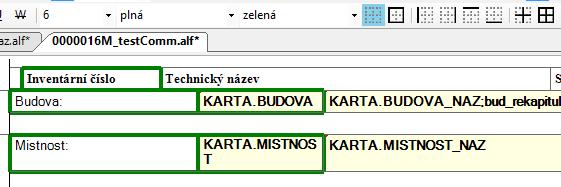 U W 6 plná zelená
az.alf* 0000016M_testComm.alf*
Inventární číslo Technický název S
Budova: KARTA.BUDOVA KARTA.BUDOVA_NAZ;bud_rekapitul
Mistnost: KARTA.MISTNOS KARTA.MISTNOST_NAZ
T